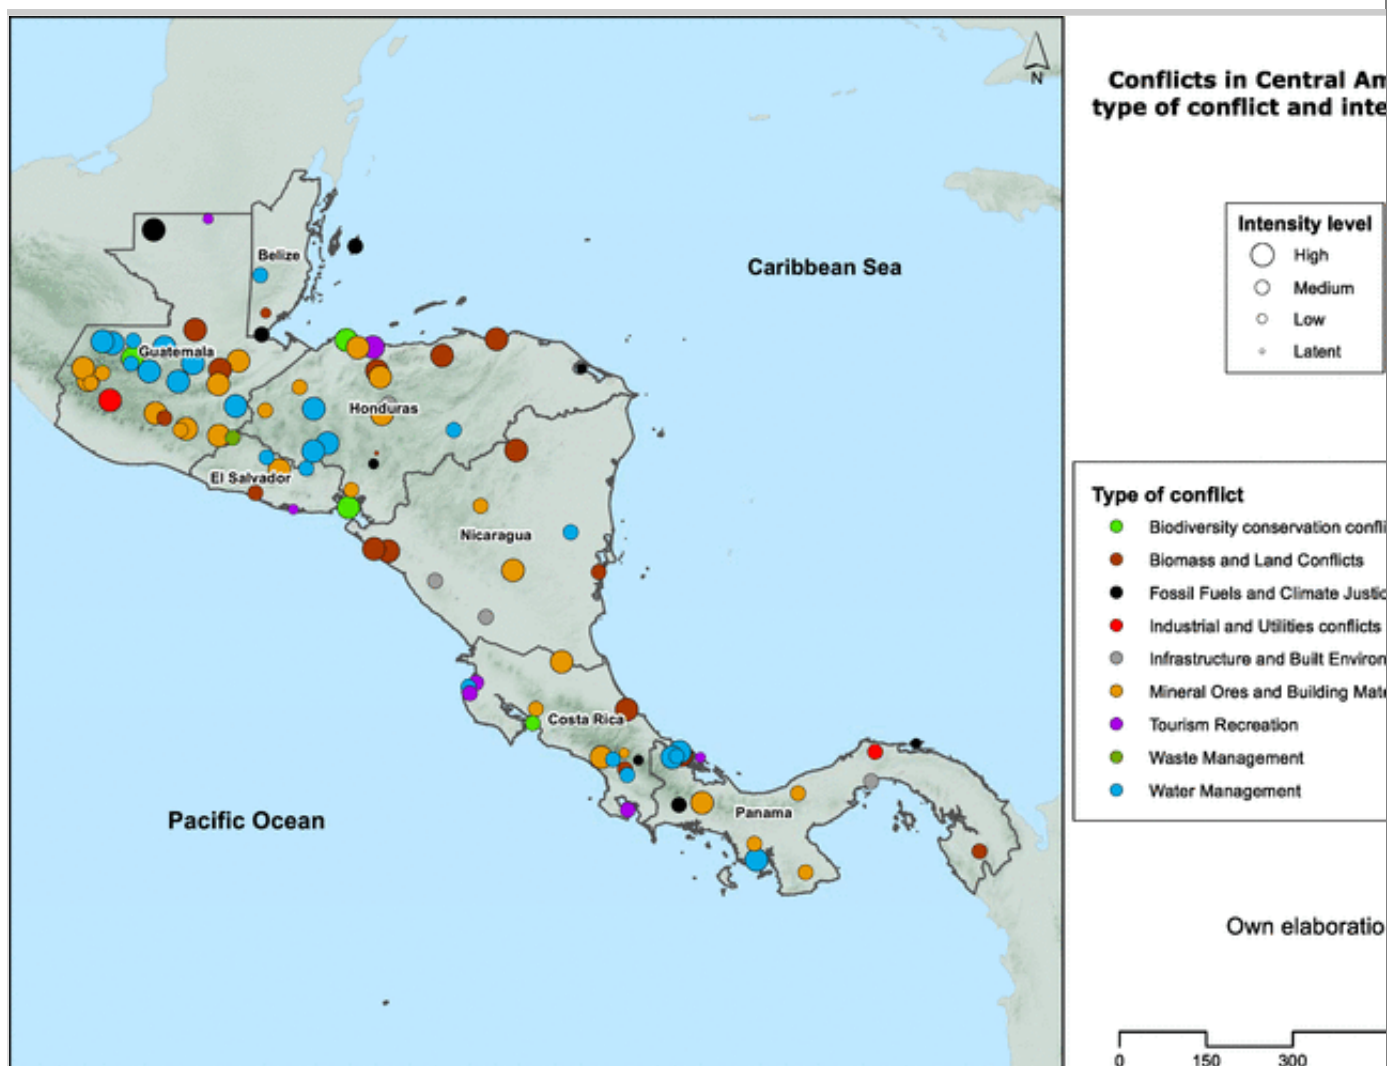 N
Conflicts in Central Am
type of conflict and inte
Intensity level
High
Medium
Low
Latent
Belize
Caribbean Sea
Guatemala
Honduras
El Salvador
Nicaragua
Costa Rica
Panama
Pacific Ocean
Type of conflict
Biodiversity conservation confli
Biomass and Land Conflicts
Fossil Fuels and Climate Justic
Industrial and Utilities conflicts
Infrastructure and Built Environ
Mineral Ores and Building Mate
Tourism Recreation
Waste Management
Water Management
Own elaboratio
0 150 300